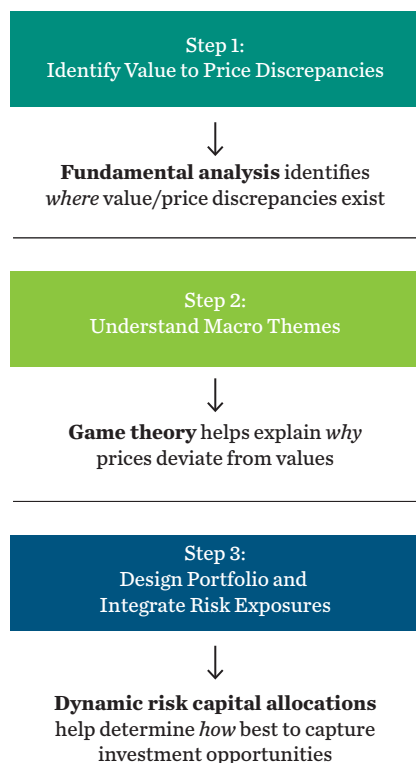 Step 1:
Identify Value to Price Discrepancies
Fundamental analysis identifies
where value/price discrepancies exist
Step 2:
Understand Macro Themes
Game theory helps explain why
prices deviate from values
Step 3:
Design Portfolio and
Integrate Risk Exposures
Dynamic risk capital allocations
help determine how best to capture
investment opportunities